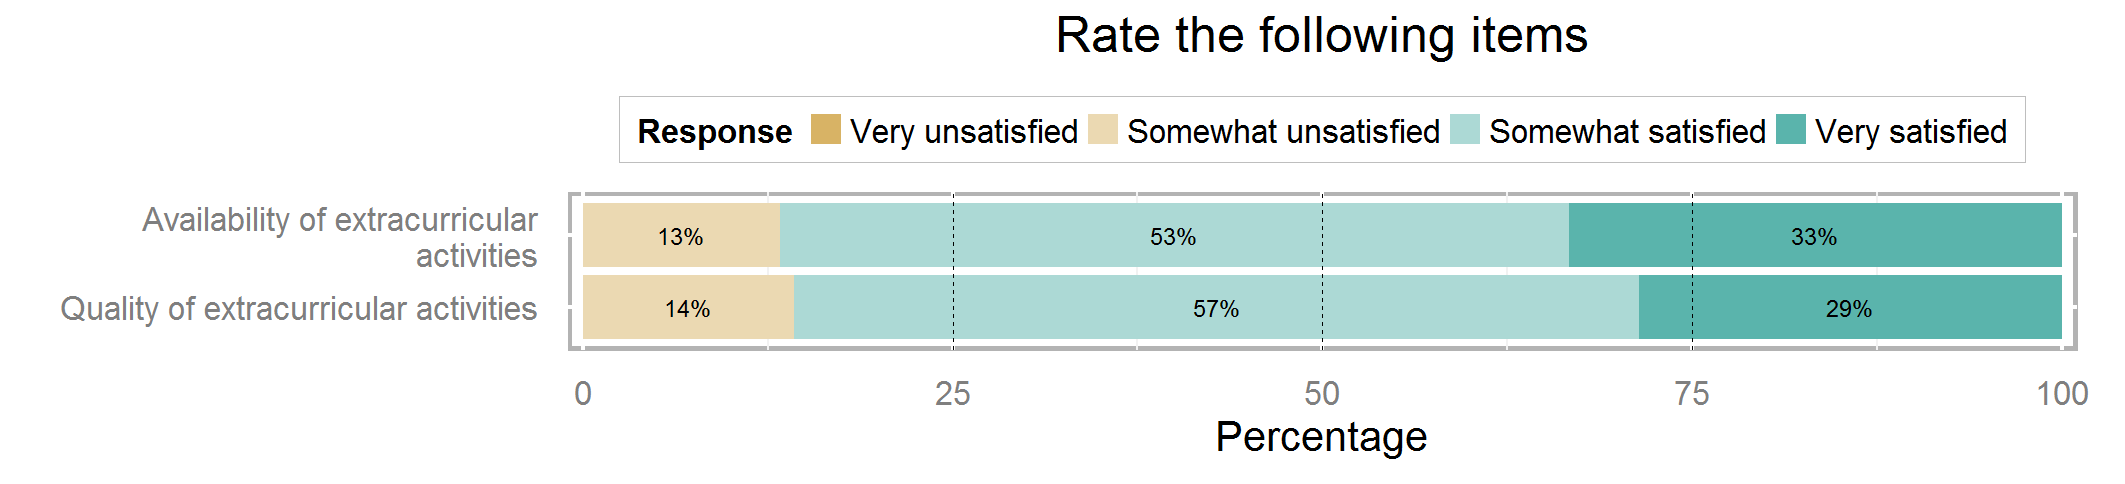 Rate the following items
Response Very unsatisfied Somewhat unsatisfied Somewhat satisfied Very satisfied
Availability of extracurricular
activities
13% 53% 33%
Quality of extracurricular activities
14% 57% 29%
0 25 50 75 100
Percentage